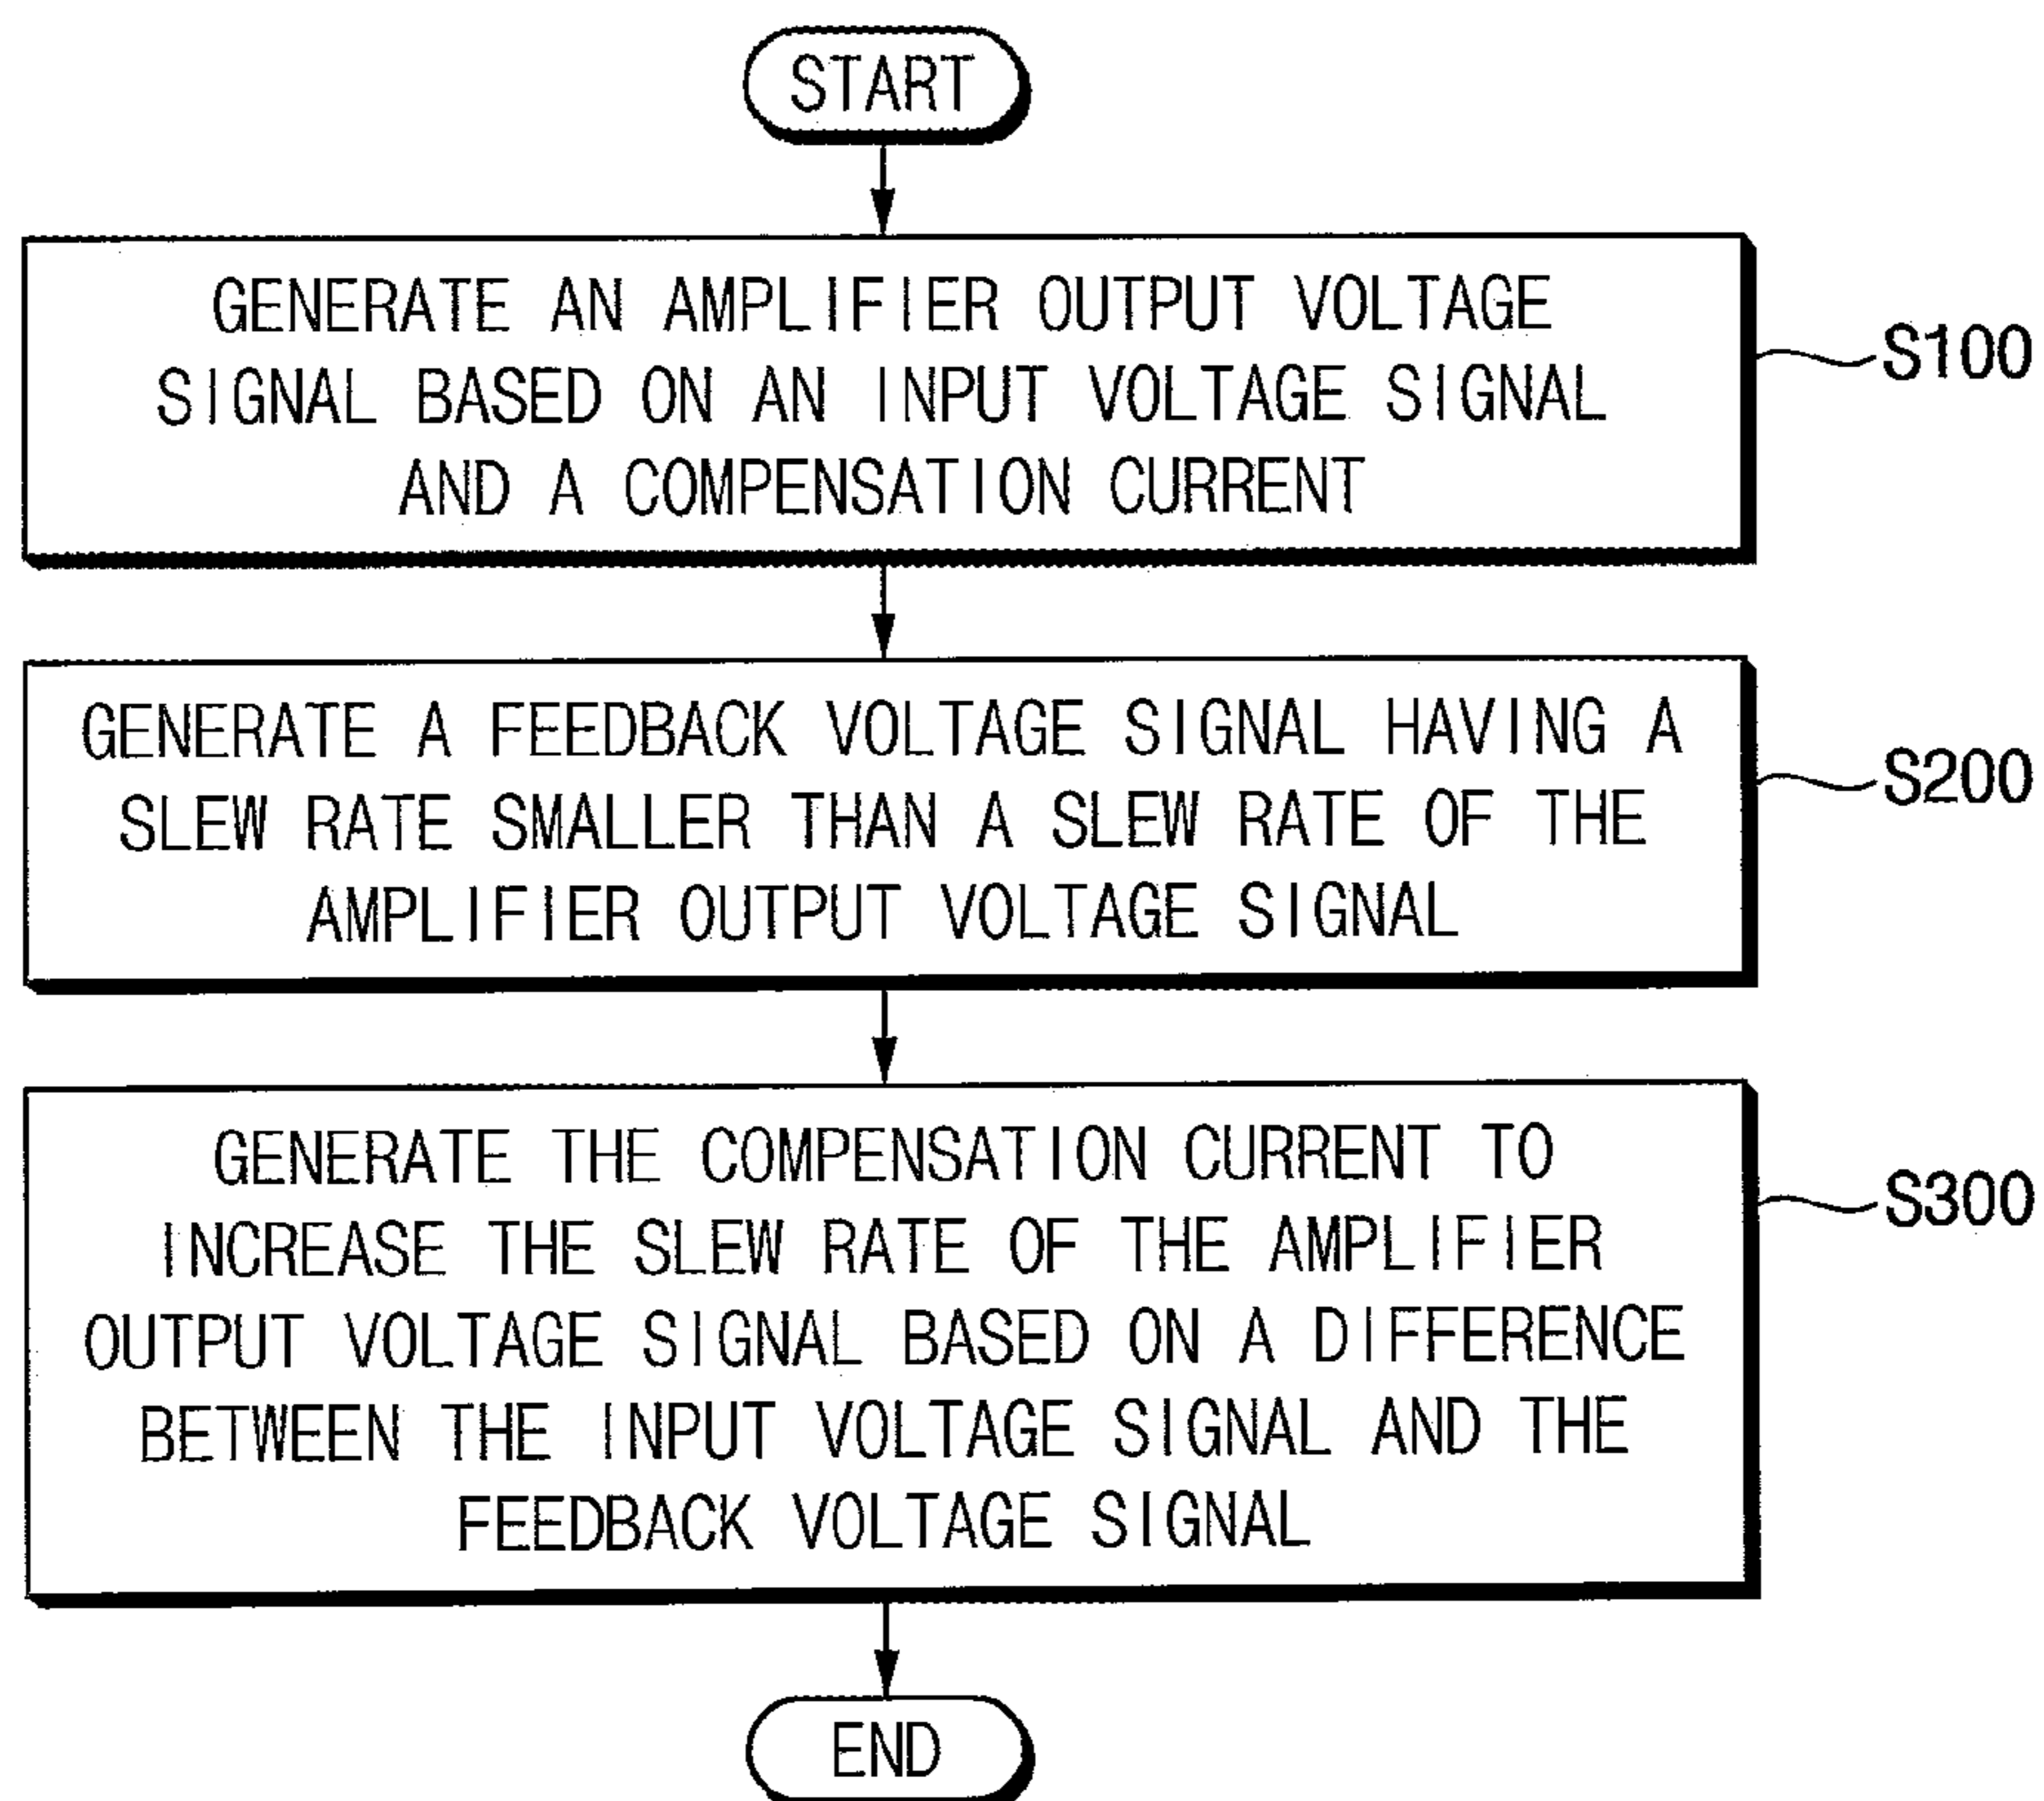 START
GENERATE AN AMPLIFIER OUTPUT VOLTAGE
SIGNAL BASED ON AN INPUT VOLTAGE SIGNAL
AND A COMPENSATION CURRENT
S100
GENERATE A FEEDBACK VOLTAGE SIGNAL HAVING A
SLEW RATE SMALLER THAN A SLEW RATE OF THE
AMPLIFIER OUTPUT VOLTAGE SIGNAL
S200
GENERATE THE COMPENSATION CURRENT TO
INCREASE THE SLEW RATE OF THE AMPLIFIER
OUTPUT VOLTAGE SIGNAL BASED ON A DIFFERENCE
BETWEEN THE INPUT VOLTAGE SIGNAL AND THE
FEEDBACK VOLTAGE SIGNAL
S300
END